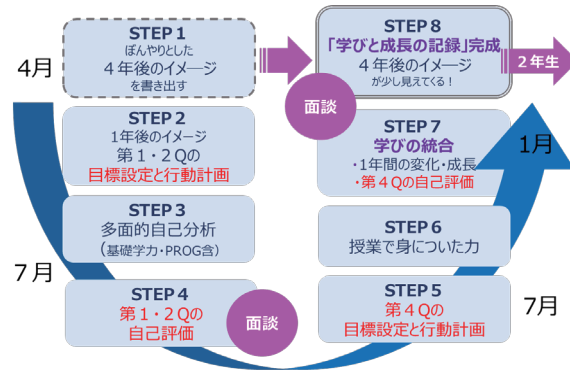 4月
STEP 1
ぼんやりとした
4年後のイメージ
を書き出す
STEP 2
1年後のイメージ
第1・2Qの
目標設定と行動計画
STEP 3
多面的自己分析
(基礎学力・PROG含)
7月
STEP 4
第1・2Qの
自己評価
面談
STEP 5
第4Qの
目標設定と行動計画
7月
STEP 6
授業で身についた力
STEP 7
学びの統合
・1年間の変化・成長
・第4Qの自己評価
1月
面談
STEP 8
「学びと成長の記録」完成
4年後のイメージ
が少し見えてくる!
2年生